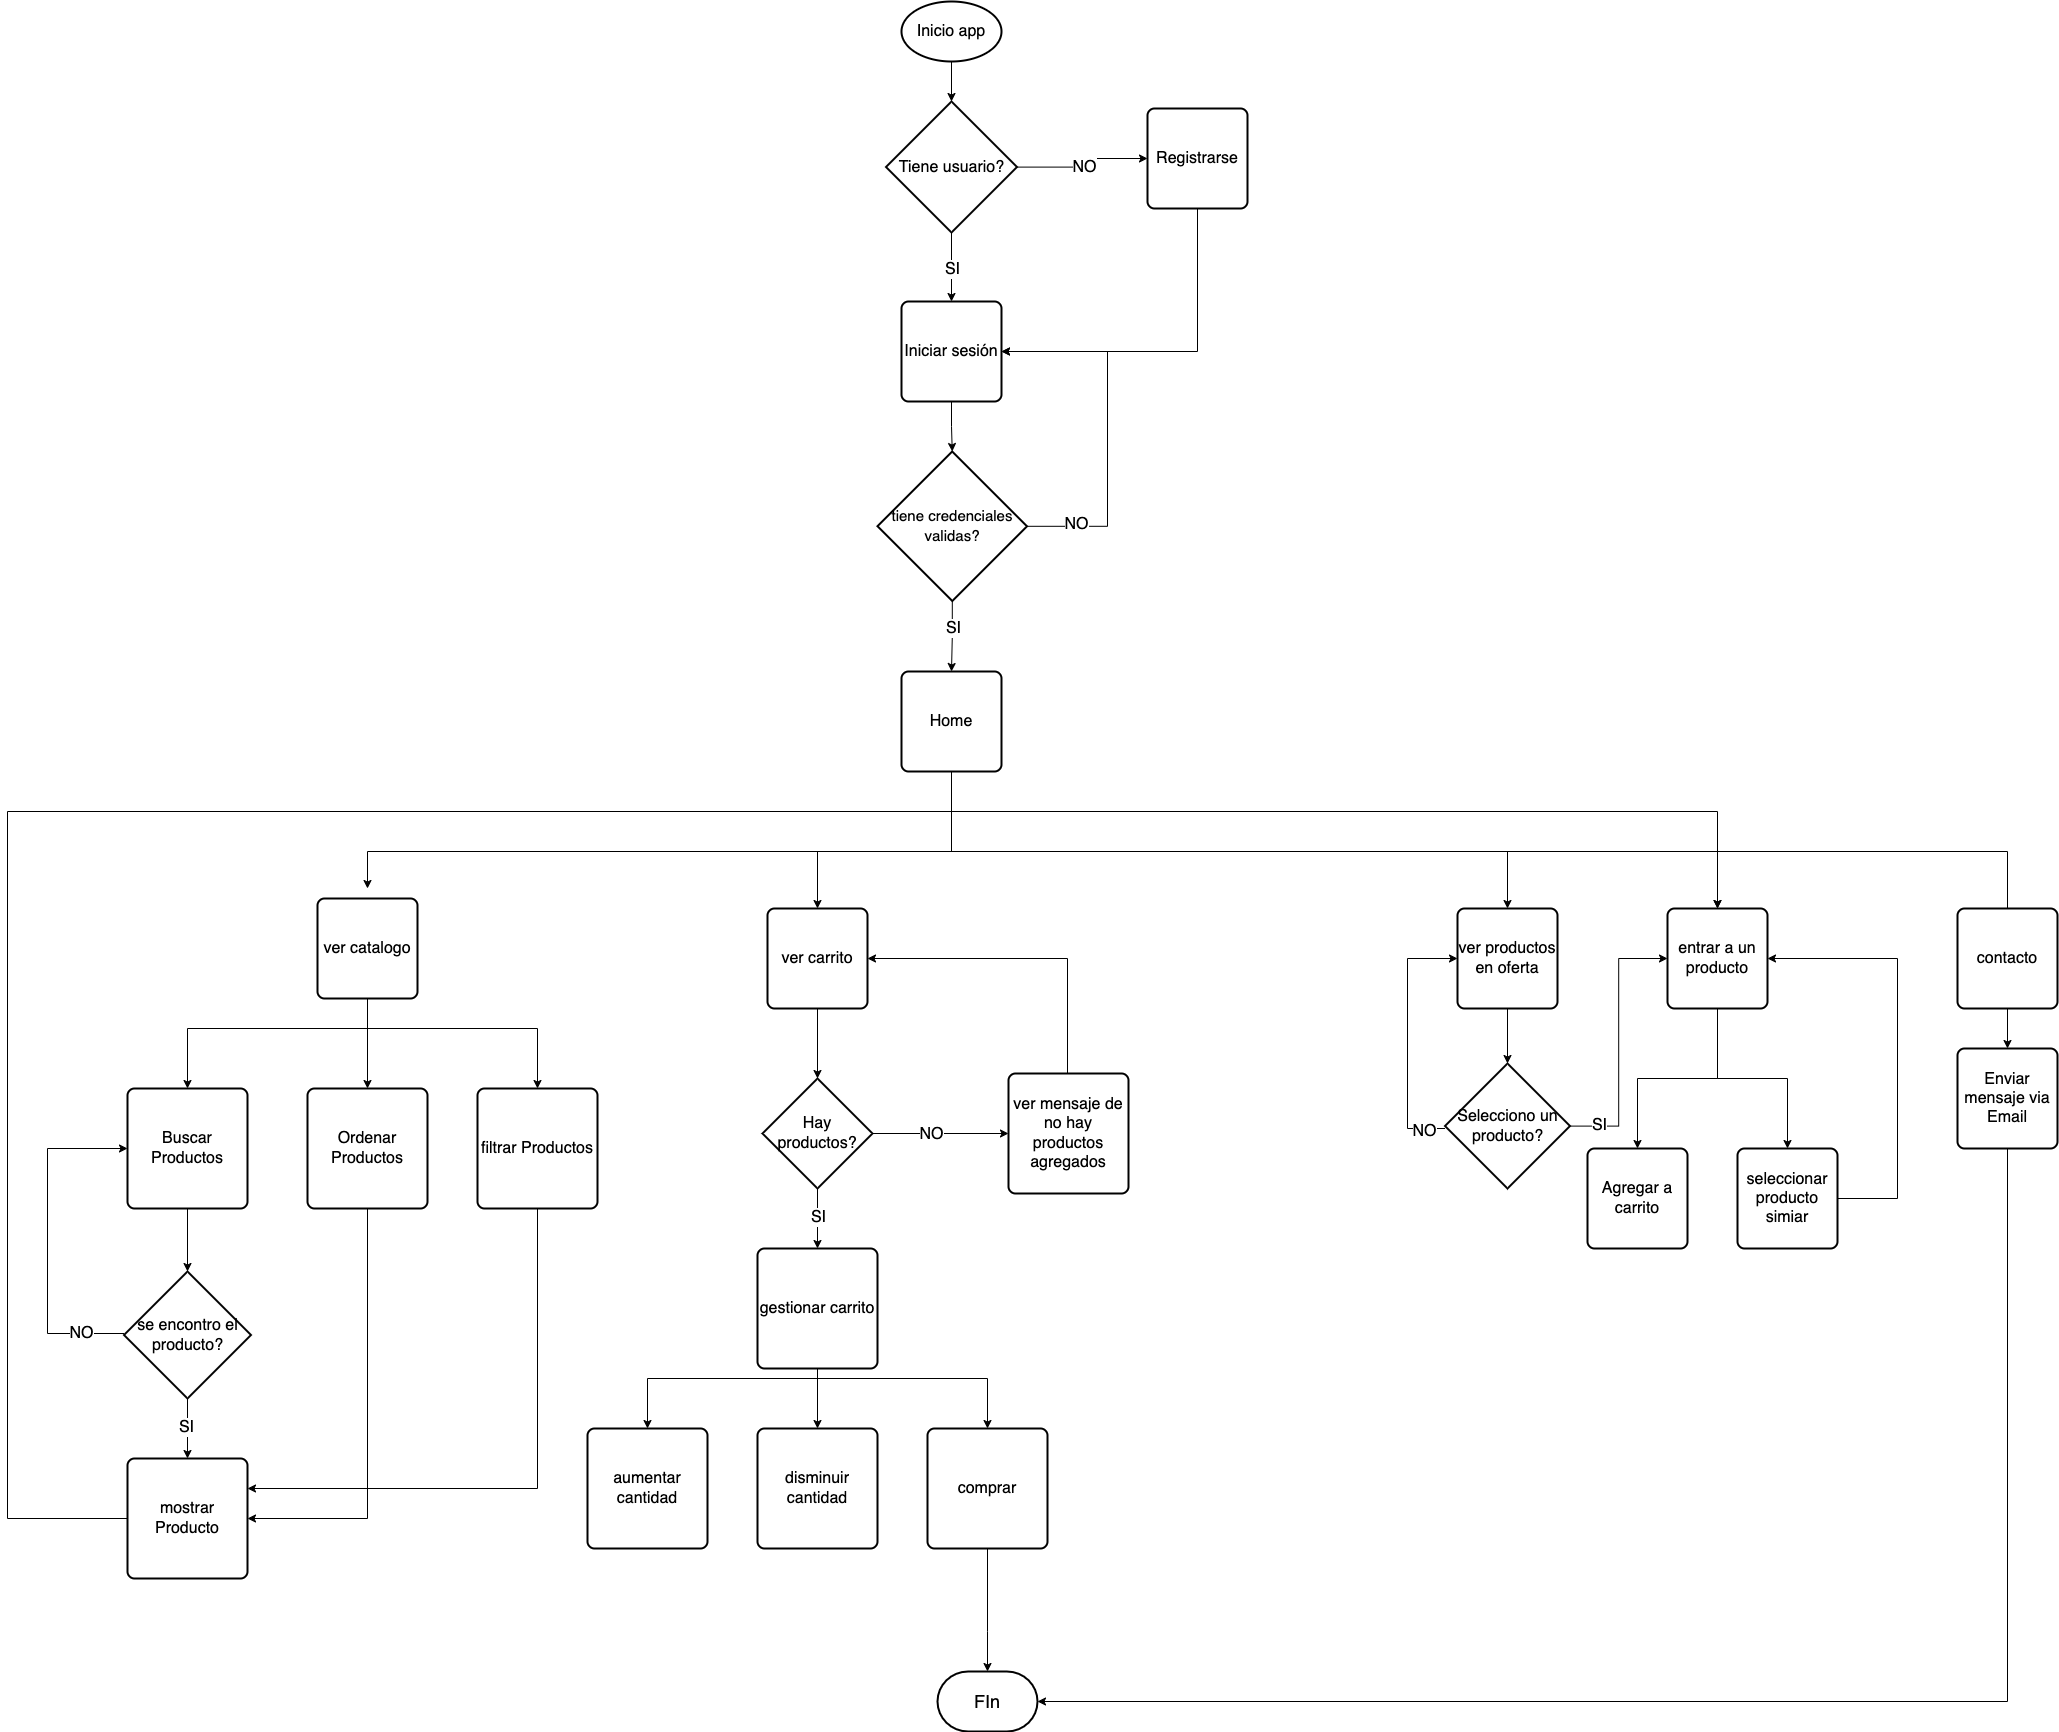 Inicio app
Tiene usuario?
NO
Registrarse
SI
Iniciar sesión
tiene credenciales
validas?
NO
SI
Home
ver catalogo
ver carrito
ver productos
en oferta
entrar a un
producto
contacto
Buscar
Productos
Ordenar
Productos
filtrar Productos
Hay
productos?
NO
ver mensaje de
no hay
productos
agregados
NO
Selecciono un
producto?
SI
Enviar
mensaje via
Email
Agregar a
carrito
seleccionar
producto
simiar
SI
gestionar carrito
NO
se encontro el
producto?
SI
mostrar
Producto
aumentar
cantidad
disminuir
cantidad
comprar
FIn